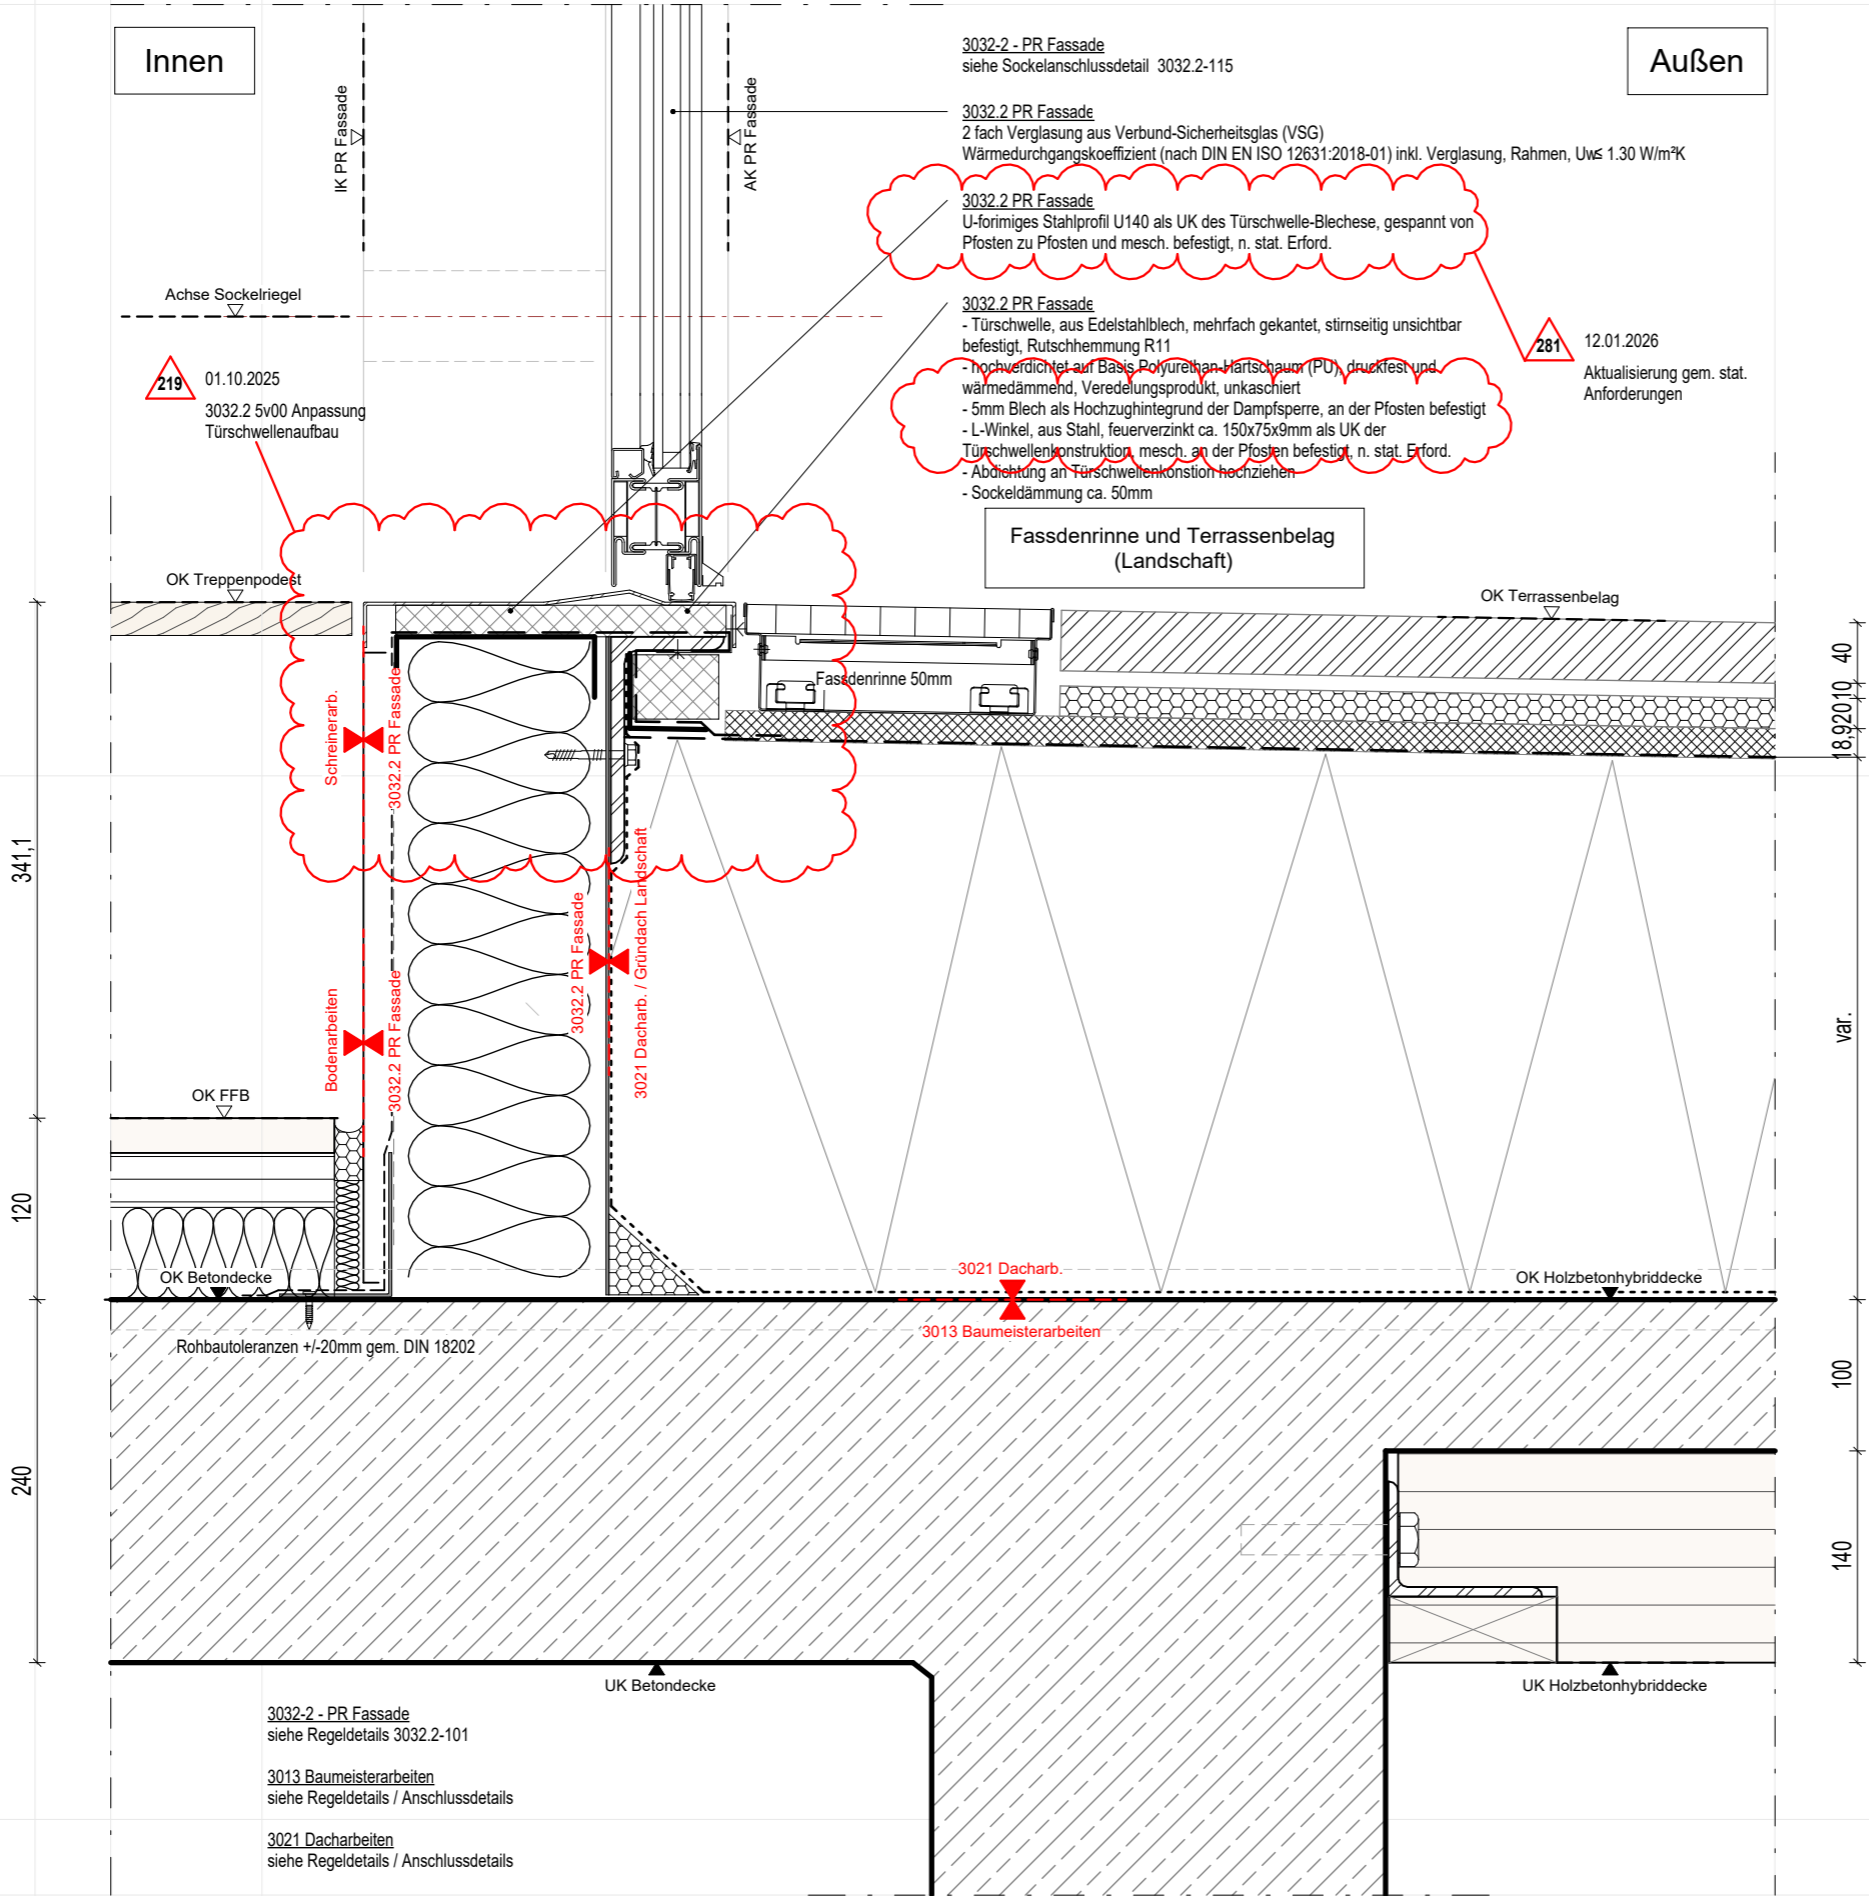 Innen
Außen
IK PR Fassade
AK PR Fassade
3032-2 - PR Fassade
siehe Sockelanschlussdetail 3032.2-115
3032.2 PR Fassade
2 fach Verglasung aus Verbund-Sicherheitsglas (VSG)
Wärmedurchgangskoeffizient (nach DIN EN ISO 12631:2018-01) inkl. Verglasung, Rahmen, Uw≤ 1.30 W/m²K
3032.2 PR Fassade
U-forimiges Stahlprofil U140 als UK des Türschwelle-Blechese, gespannt von
Pfosten zu Pfosten und mesch. befestigt, n. stat. Erford.
3032.2 PR Fassade
- Türschwelle, aus Edelstahlblech, mehrfach gekantet, stirnseitig unsichtbar
befestigt, Rutschhemmung R11
- hochverdichtet auf Basis Polyurethan-Hartschaum (PU), druckfest und
wärmedämmend, Veredelungsprodukt, unkaschiert
- 5mm Blech als Hochzughintegrund der Dampfsperre, an der Pfosten befestigt
- L-Winkel, aus Stahl, feuerverzinkt ca. 150x75x9mm als UK der
Türschwellenkonstruktion, mesch. an der Pfosten befestigt, n. stat. Erford.
- Abdichtung an Türschwellenkonstion hochziehen
- Sockeldämmung ca. 50mm
281
12.01.2026
Aktualisierung gem. stat.
Anforderungen
Achse Sockelriegel
219
01.10.2025
3032.2 5v00 Anpassung
Türschwellenaufbau
Fassdenrinne und Terrassenbelag
(Landschaft)
OK Treppenpodest
OK Terrassenbelag
Fassdenrinne 50mm
Schreinerarb.
3032.2 PR Fassade
40
10
20
18,9
341,1
3032.2 PR Fassade
3021 Dacharb. / Gründach Landschaft
Bodenarbeiten
3032.2 PR Fassade
var.
OK FFB
120
OK Betondecke
3021 Dacharb.
3013 Baumeisterarbeiten
OK Holzbetonhybriddecke
Rohbautoleranzen +/-20mm gem. DIN 18202
100
240
140
UK Betondecke
UK Holzbetonhybriddecke
3032-2 - PR Fassade
siehe Regeldetails 3032.2-101
3013 Baumeisterarbeiten
siehe Regeldetails / Anschlussdetails
3021 Dacharbeiten
siehe Regeldetails / Anschlussdetails